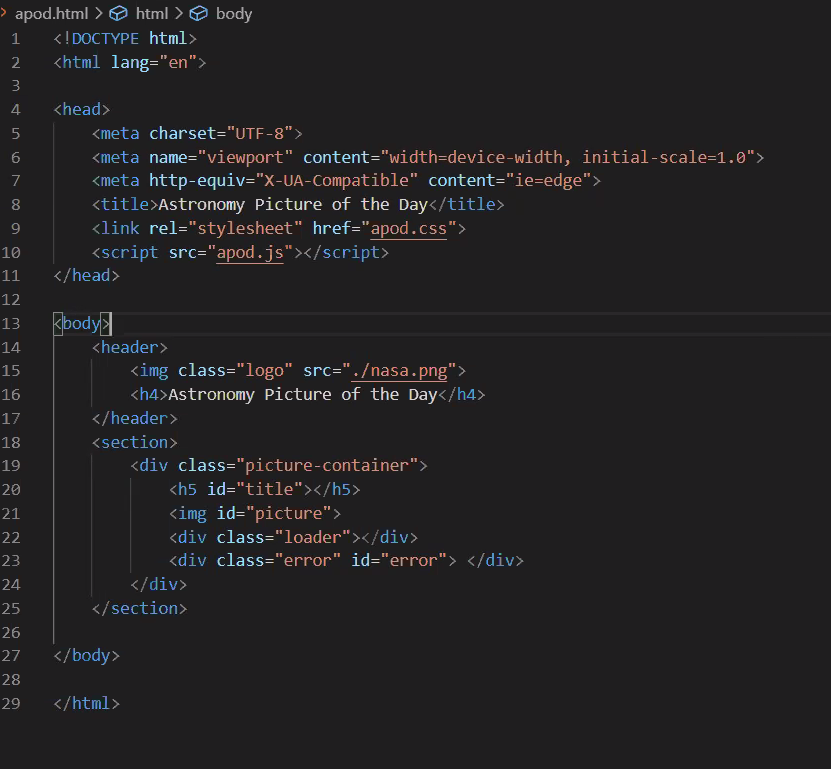 apod.html > html > body
1 <!DOCTYPE html>
2 <html lang="en">
3
4 <head>
5     <meta charset="UTF-8">
6     <meta name="viewport" content="width=device-width, initial-scale=1.0">
7     <meta http-equiv="X-UA-Compatible" content="ie=edge">
8     <title>Astronomy Picture of the Day</title>
9     <link rel="stylesheet" href="apod.css">
10     <script src="apod.js"></script>
11 </head>
12
13 <body>
14     <header>
15         <img class="logo" src="./nasa.png">
16         <h4>Astronomy Picture of the Day</h4>
17     </header>
18     <section>
19         <div class="picture-container">
20             <h5 id="title"></h5>
21             <img id="picture">
22             <div class="loader"></div>
23             <div class="error" id="error"> </div>
24         </div>
25     </section>
26
27 </body>
28
29 </html>